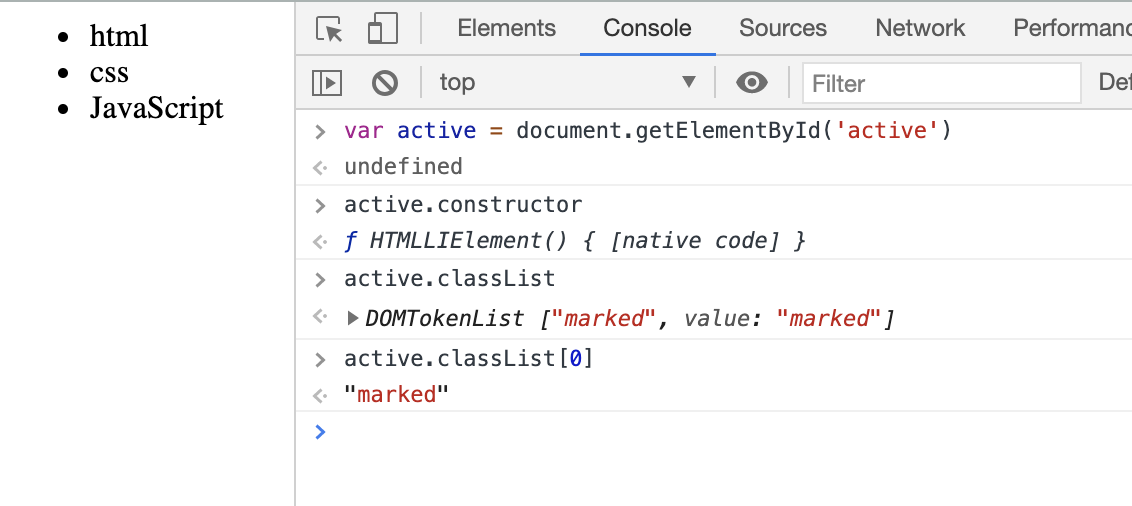 html
css
JavaScript
Elements Console Sources Network Performanc
top Filter Def
> var active = document.getElementById('active')
<· undefined
> active.constructor
<· ƒ HTMLLIElement() { [native code] }
> active.classList
<· ▶ DOMTokenList ["marked", value: "marked"]
> active.classList[0]
<· "marked"
>